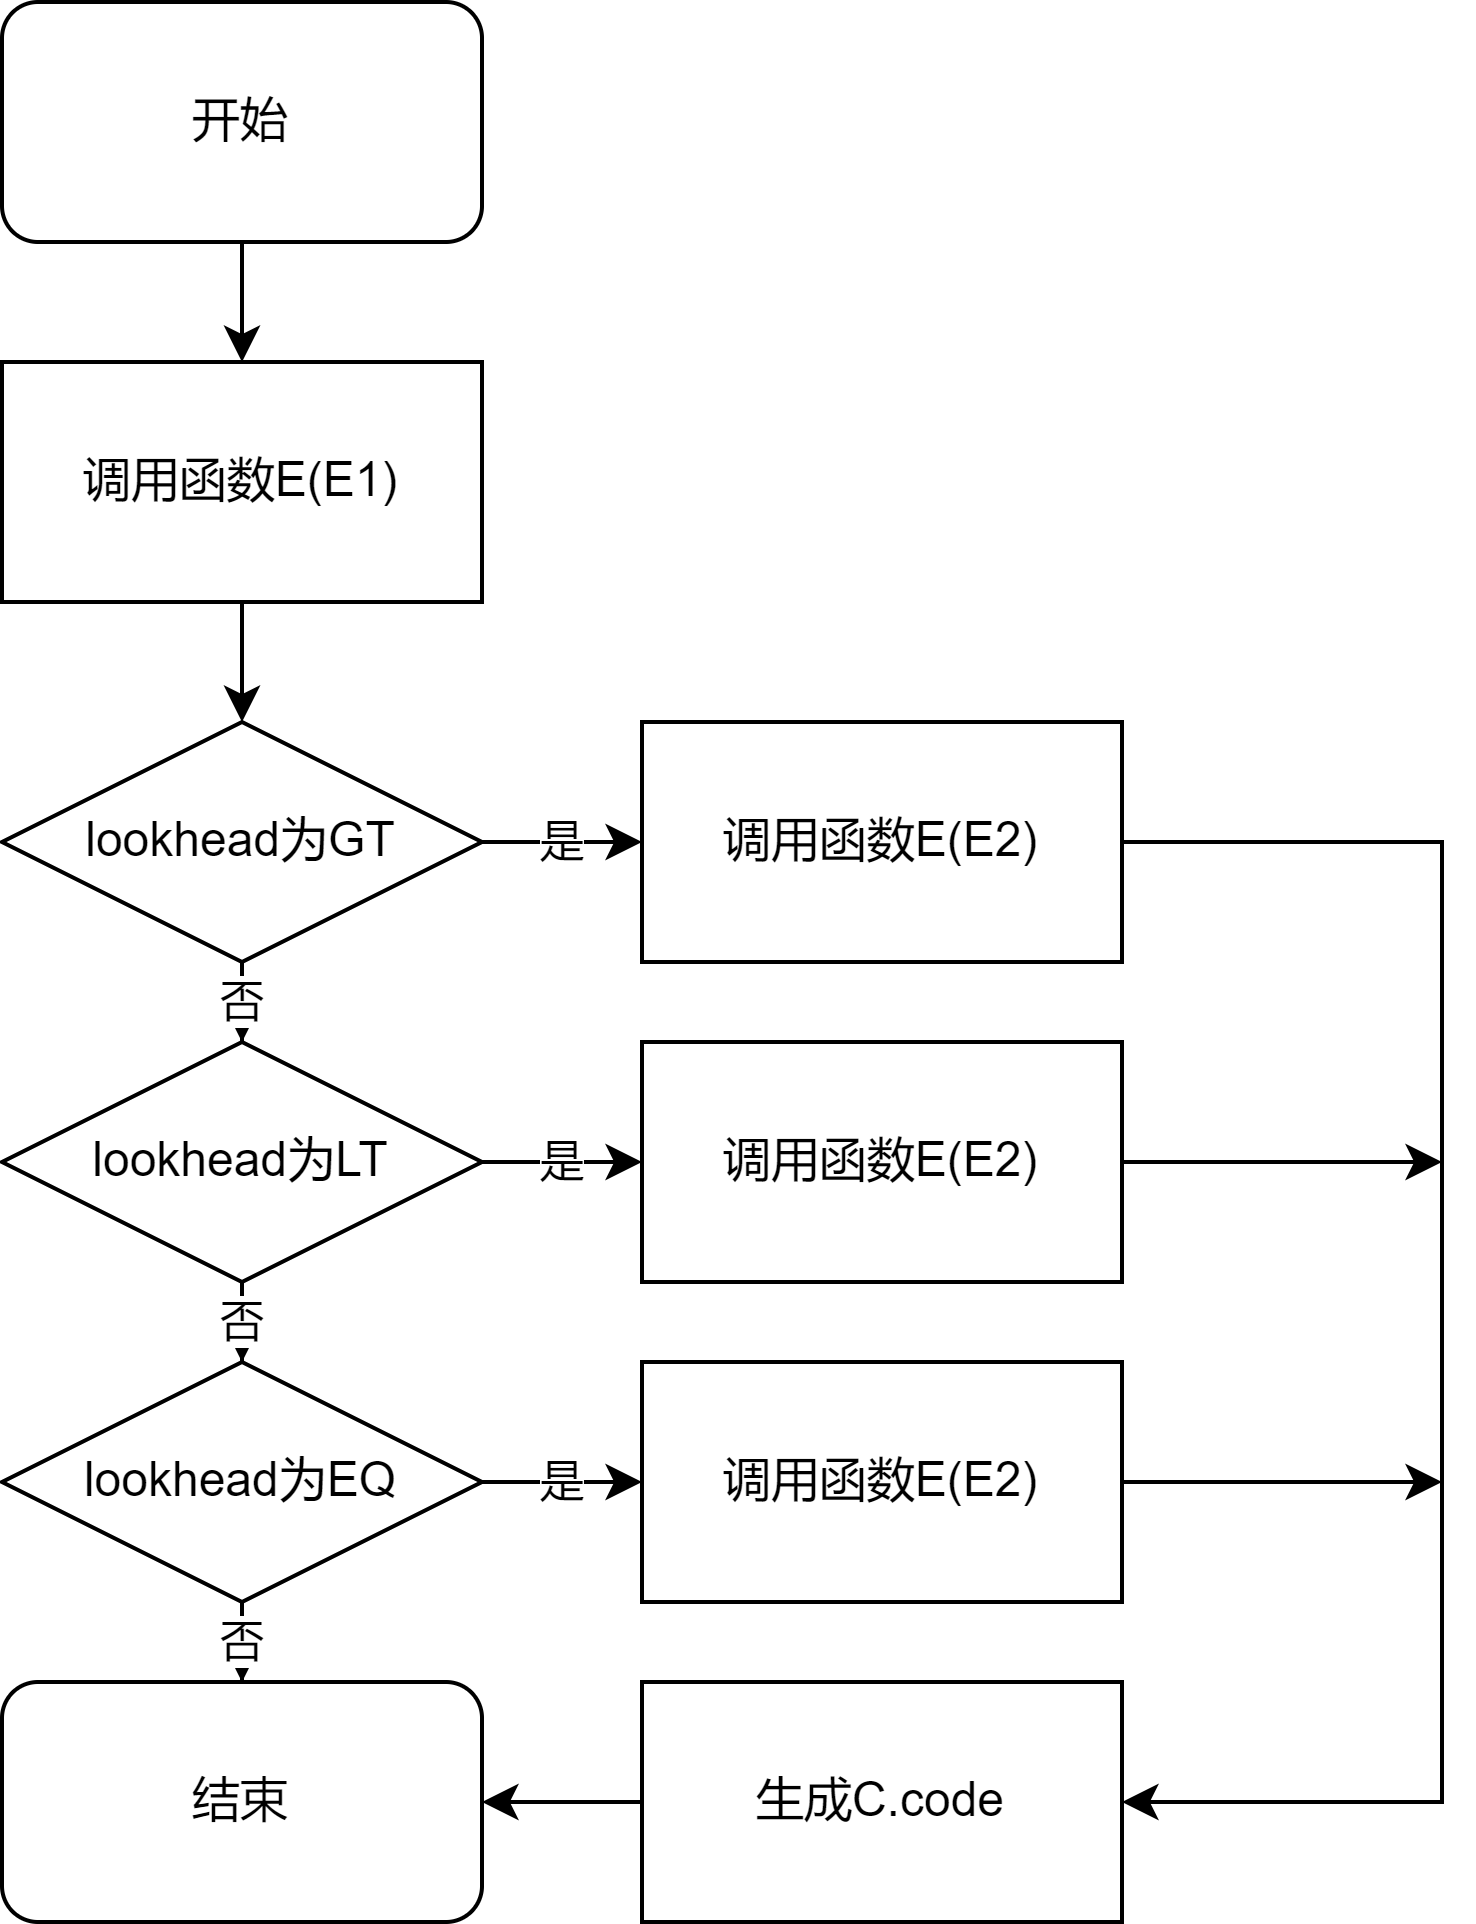 开始
调用函数E(E1)
lookhead为GT
是
调用函数E(E2)
否
lookhead为LT
是
调用函数E(E2)
否
lookhead为EQ
是
调用函数E(E2)
否
结束
生成C.code